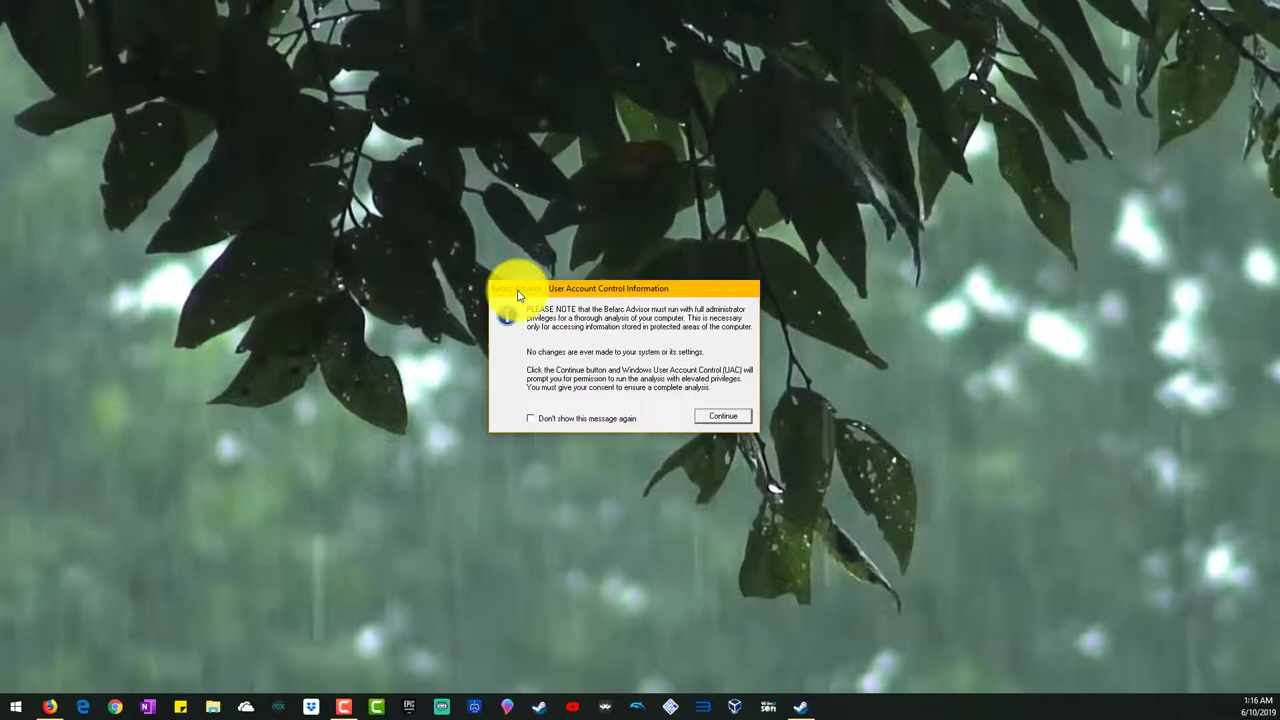 Belarc Advisor - User Account Control Information
PLEASE NOTE that the Belarc Advisor must run with full administrator
privileges for a thorough analysis of your computer. This is necessary
only for accessing information stored in protected areas of the computer.
No changes are ever made to your system or its settings.
Click the Continue button and Windows User Account Control (UAC) will
prompt you for permission to run the analysis with elevated privileges.
You must give your consent to ensure a complete analysis.
Don't show this message again
Continue
EPIC
1:16 AM
6/10/2019